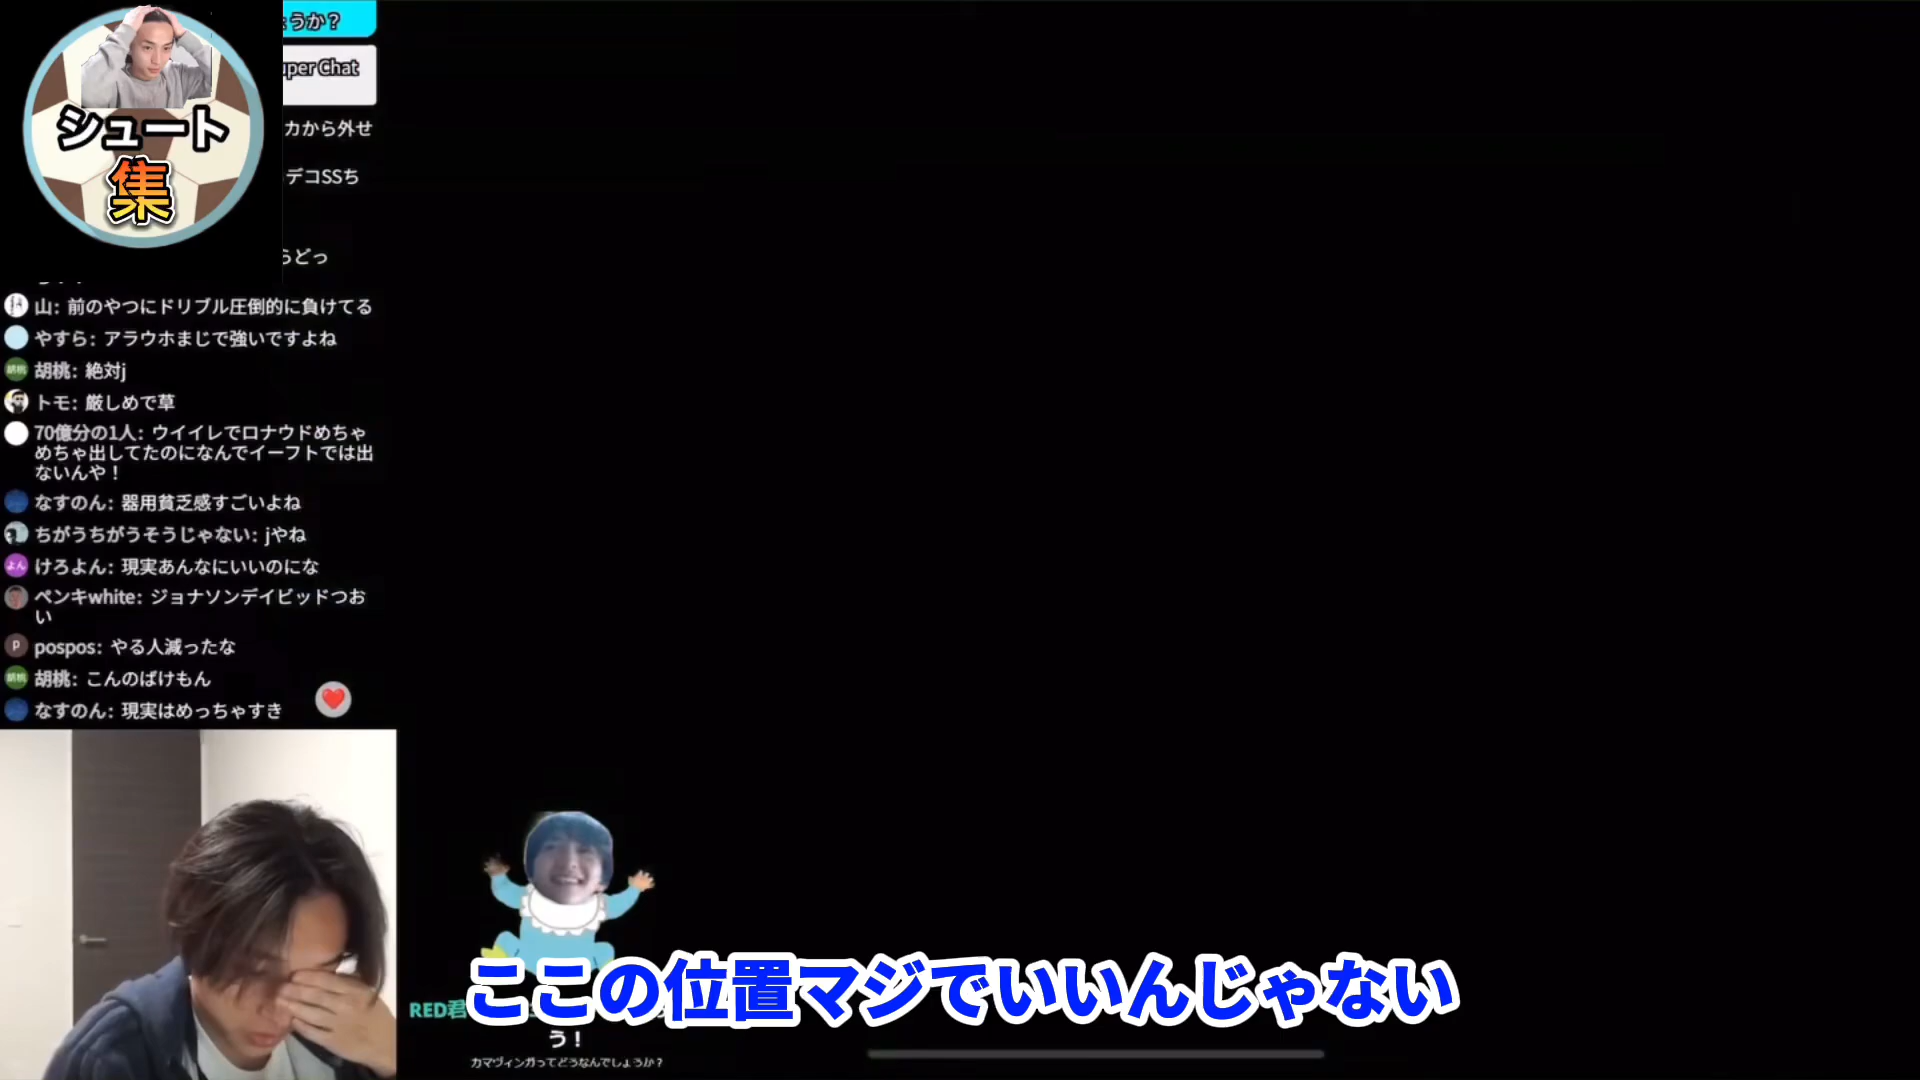 ょうか？
uper Chat
シュート
集
カから外せ
デコSSち
らどっ
山: 前のやつにドリブル圧倒的に負けてる
やすら: アラウホまじで強いですよね
胡桃: 絶対j
トモ: 厳しめで草
70億分の1人: ウイイレでロナウドめちゃ
めちゃ出してたのになんでイーフトでは出
ないんや！
なすのん: 器用貧乏感すごいよね
ちがうちがうそうじゃない: jやね
よん
けろよん: 現実あんなにいいのにな
ペンキwhite: ジョナソンデイビッドつお
い
P
pospos: やる人減ったな
胡桃
胡桃: こんのばけもん
なすのん: 現実はめっちゃすき
ここの位置マジでいいんじゃない
RED君
う！
カマヴィンガってどうなんでしょうか？